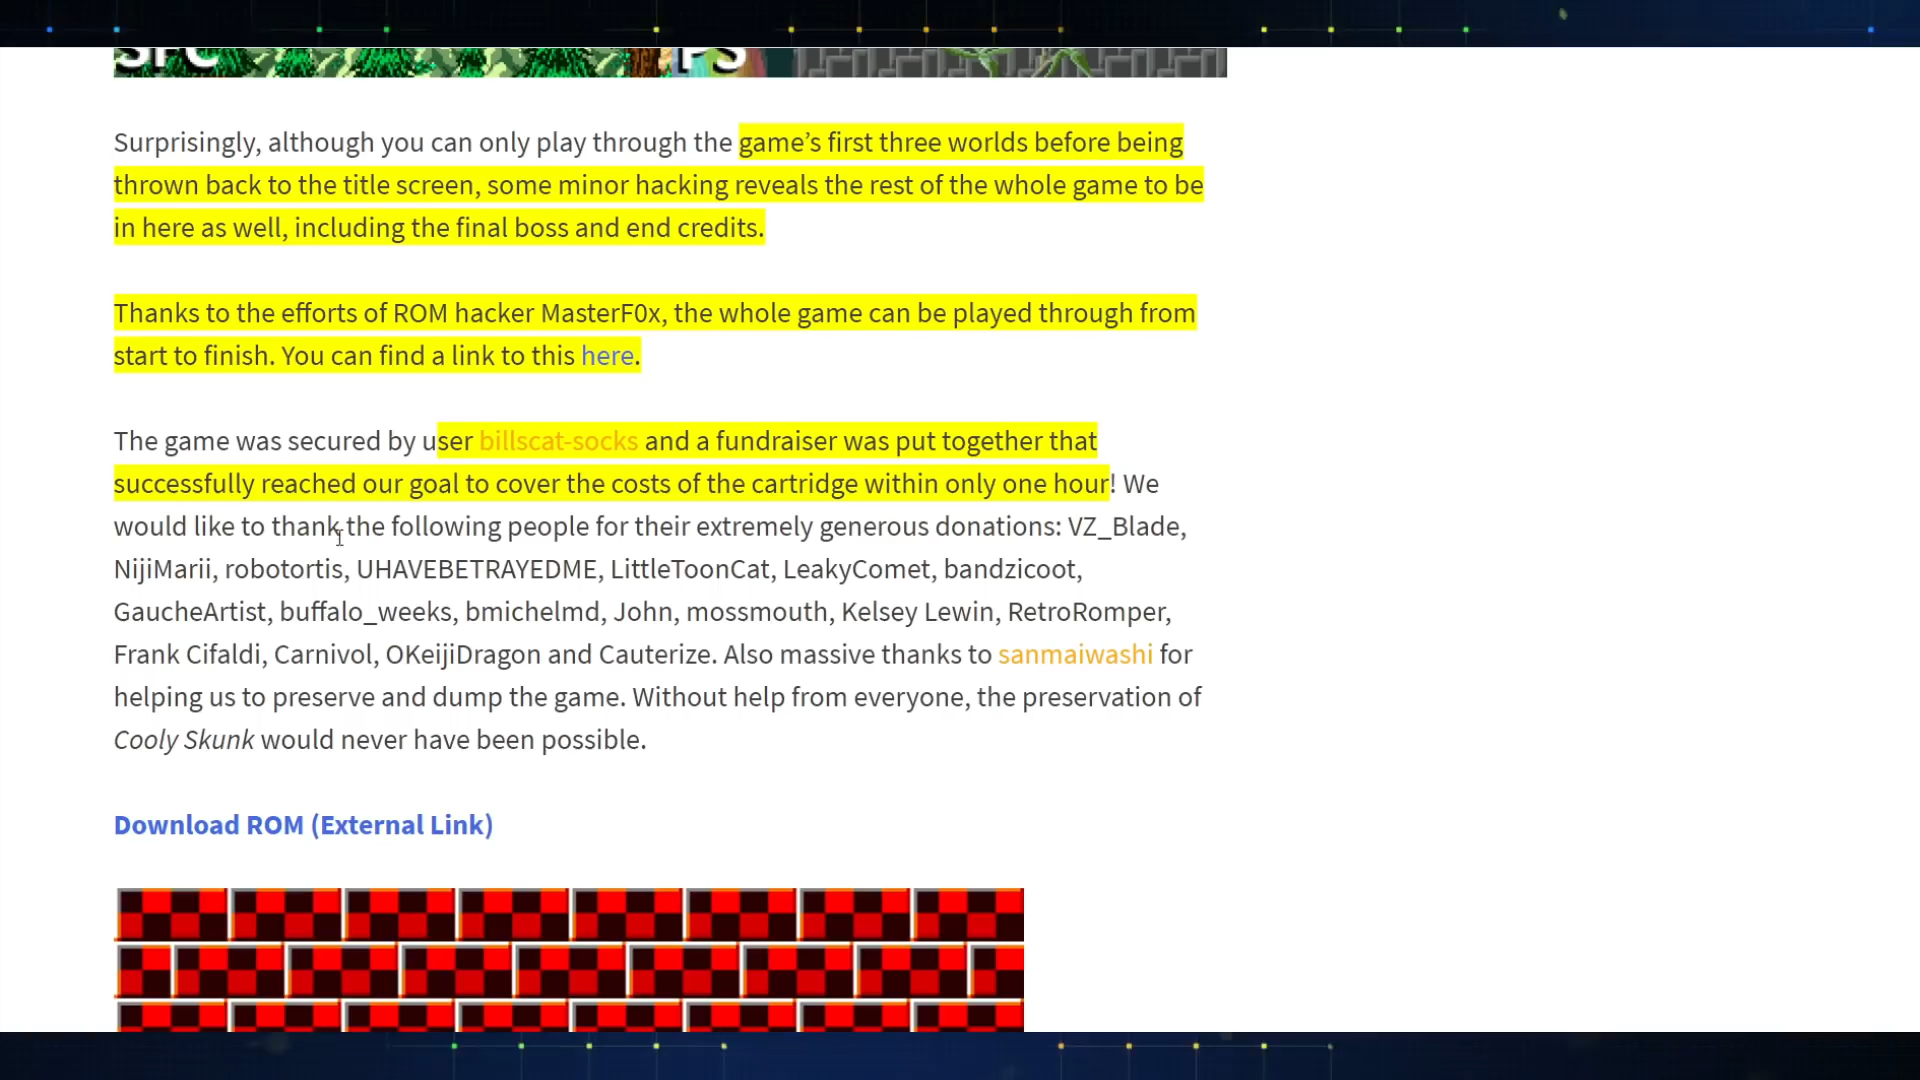 SFC PS
Surprisingly, although you can only play through the game’s first three worlds before being
thrown back to the title screen, some minor hacking reveals the rest of the whole game to be
in here as well, including the final boss and end credits.
Thanks to the efforts of ROM hacker MasterF0x, the whole game can be played through from
start to finish. You can find a link to this here.
The game was secured by user billscat-socks and a fundraiser was put together that
successfully reached our goal to cover the costs of the cartridge within only one hour! We
would like to thank the following people for their extremely generous donations: VZ_Blade,
NijiMarii, robotortis, UHAVEBETRAYEDME, LittleToonCat, LeakyComet, bandzicoot,
GaucheArtist, buffalo_weeks, bmichelmd, John, mossmouth, Kelsey Lewin, RetroRomper,
Frank Cifaldi, Carnivol, OKeijiDragon and Cauterize. Also massive thanks to sanmaiwashi for
helping us to preserve and dump the game. Without help from everyone, the preservation of
Cooly Skunk would never have been possible.
Download ROM (External Link)